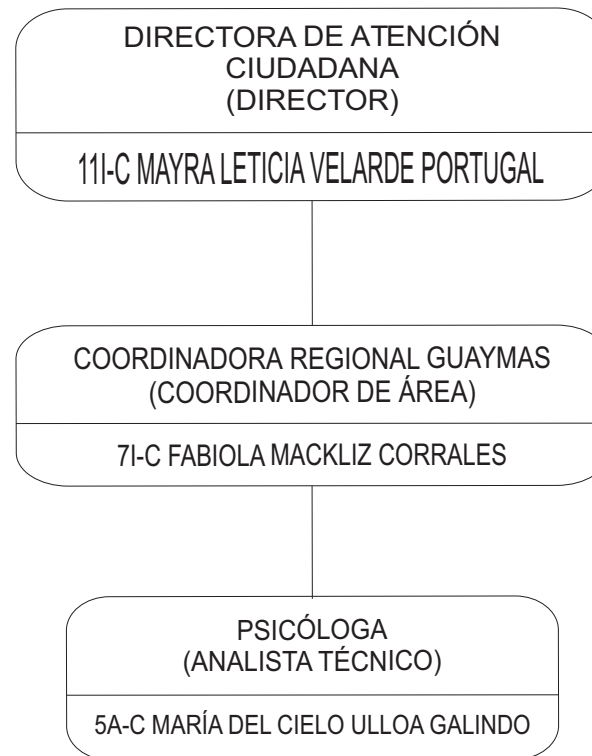 DIRECTORA DE ATENCIÓN
CIUDADANA
(DIRECTOR)
11I-C MAYRA LETICIA VELARDE PORTUGAL
COORDINADORA REGIONAL GUAYMAS
(COORDINADOR DE ÁREA)
7I-C FABIOLA MACKLIZ CORRALES
PSICÓLOGA
(ANALISTA TÉCNICO)
5A-C MARÍA DEL CIELO ULLOA GALINDO